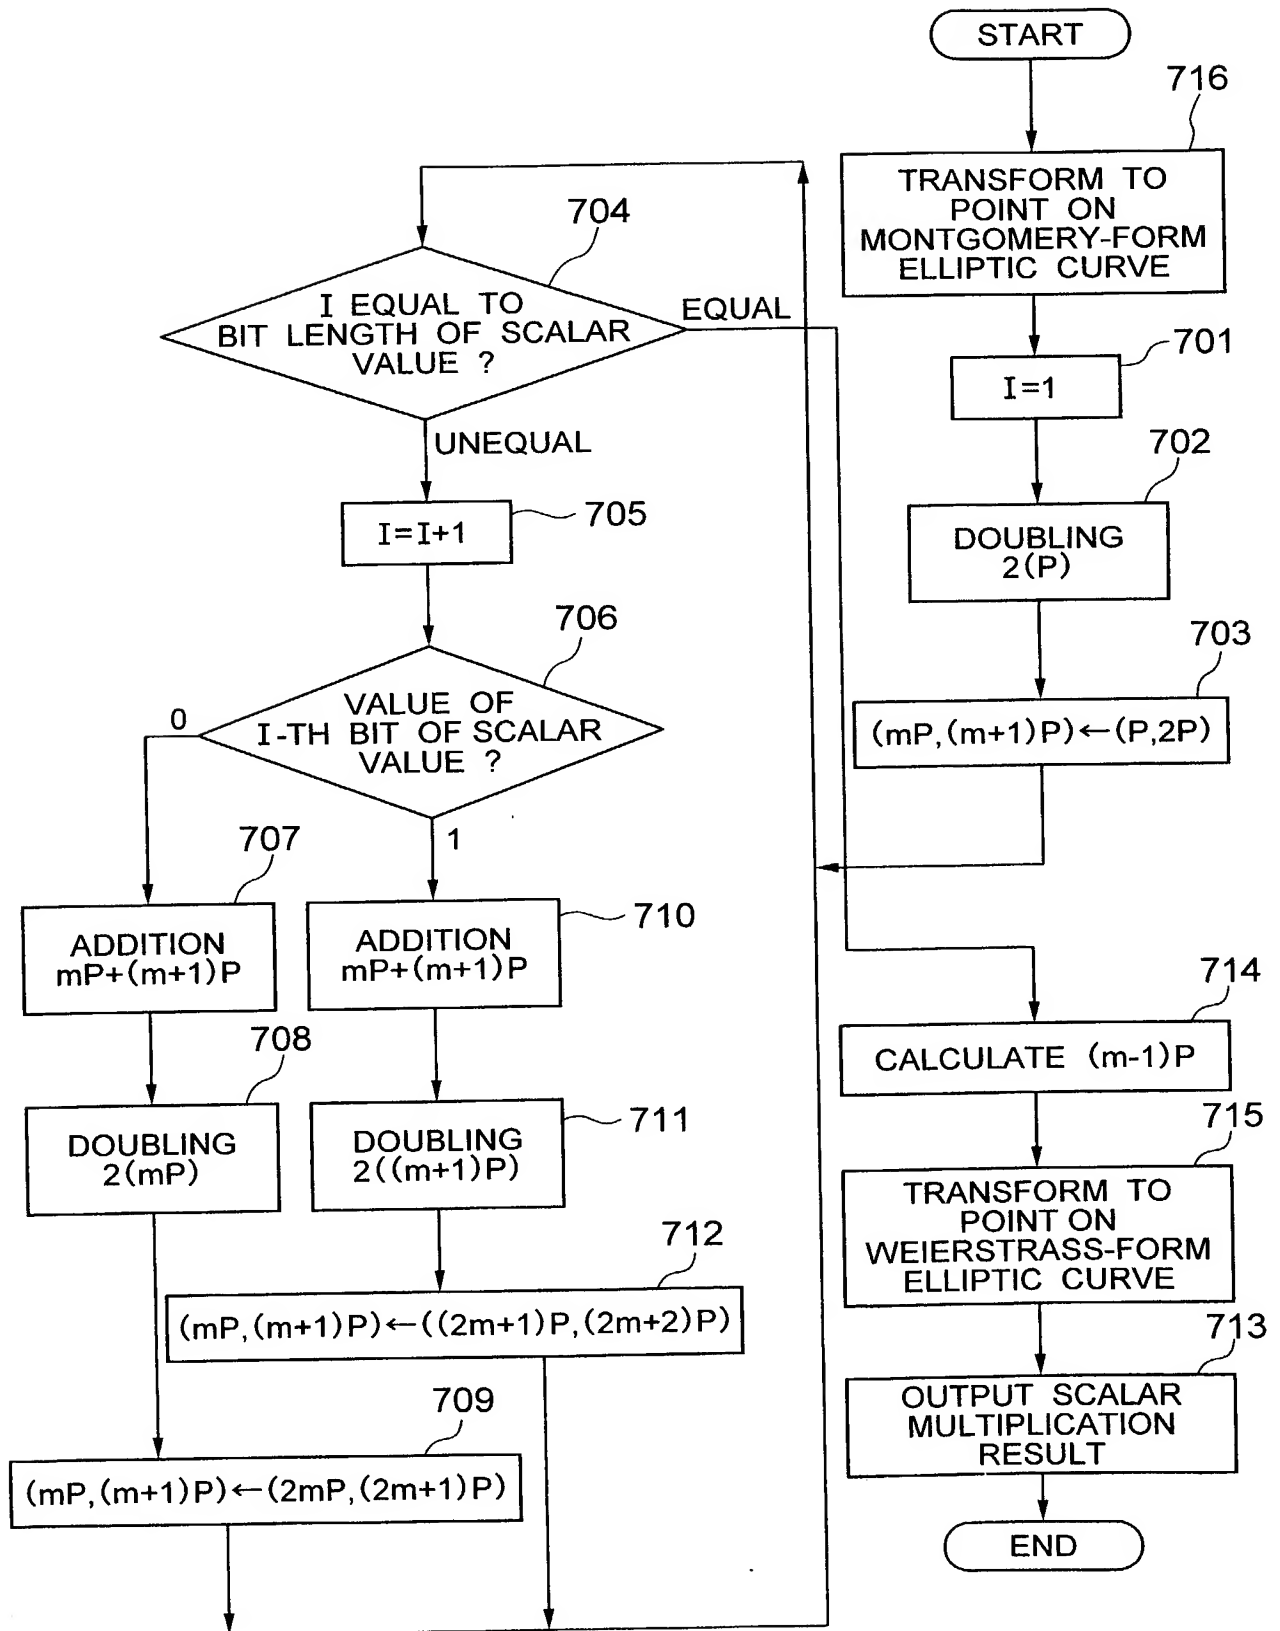 START
716
TRANSFORM TO
POINT ON
MONTGOMERY-FORM
ELLIPTIC CURVE
701
I=1
702
DOUBLING
2(P)
703
(mP,(m+1)P)←(P,2P)
704
I EQUAL TO
BIT LENGTH OF SCALAR
VALUE ?
EQUAL
UNEQUAL
705
I=I+1
706
VALUE OF
I-TH BIT OF SCALAR
VALUE ?
0
1
707
ADDITION
mP+(m+1)P
708
DOUBLING
2(mP)
709
(mP,(m+1)P)←(2mP,(2m+1)P)
710
ADDITION
mP+(m+1)P
711
DOUBLING
2((m+1)P)
712
(mP,(m+1)P)←((2m+1)P,(2m+2)P)
714
CALCULATE (m-1)P
715
TRANSFORM TO
POINT ON
WEIERSTRASS-FORM
ELLIPTIC CURVE
713
OUTPUT SCALAR
MULTIPLICATION
RESULT
END